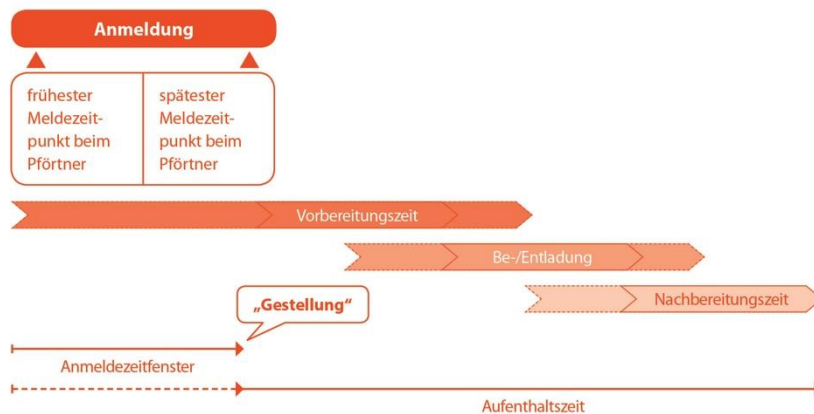 Anmeldung
frühester
Meldezeit-
punkt beim
Pförtner
spätester
Meldezeit-
punkt beim
Pförtner
Vorbereitungszeit
Be-/Entladung
Nachbereitungszeit
„Gestellung“
Anmeldezeitfenster
Aufenthaltszeit